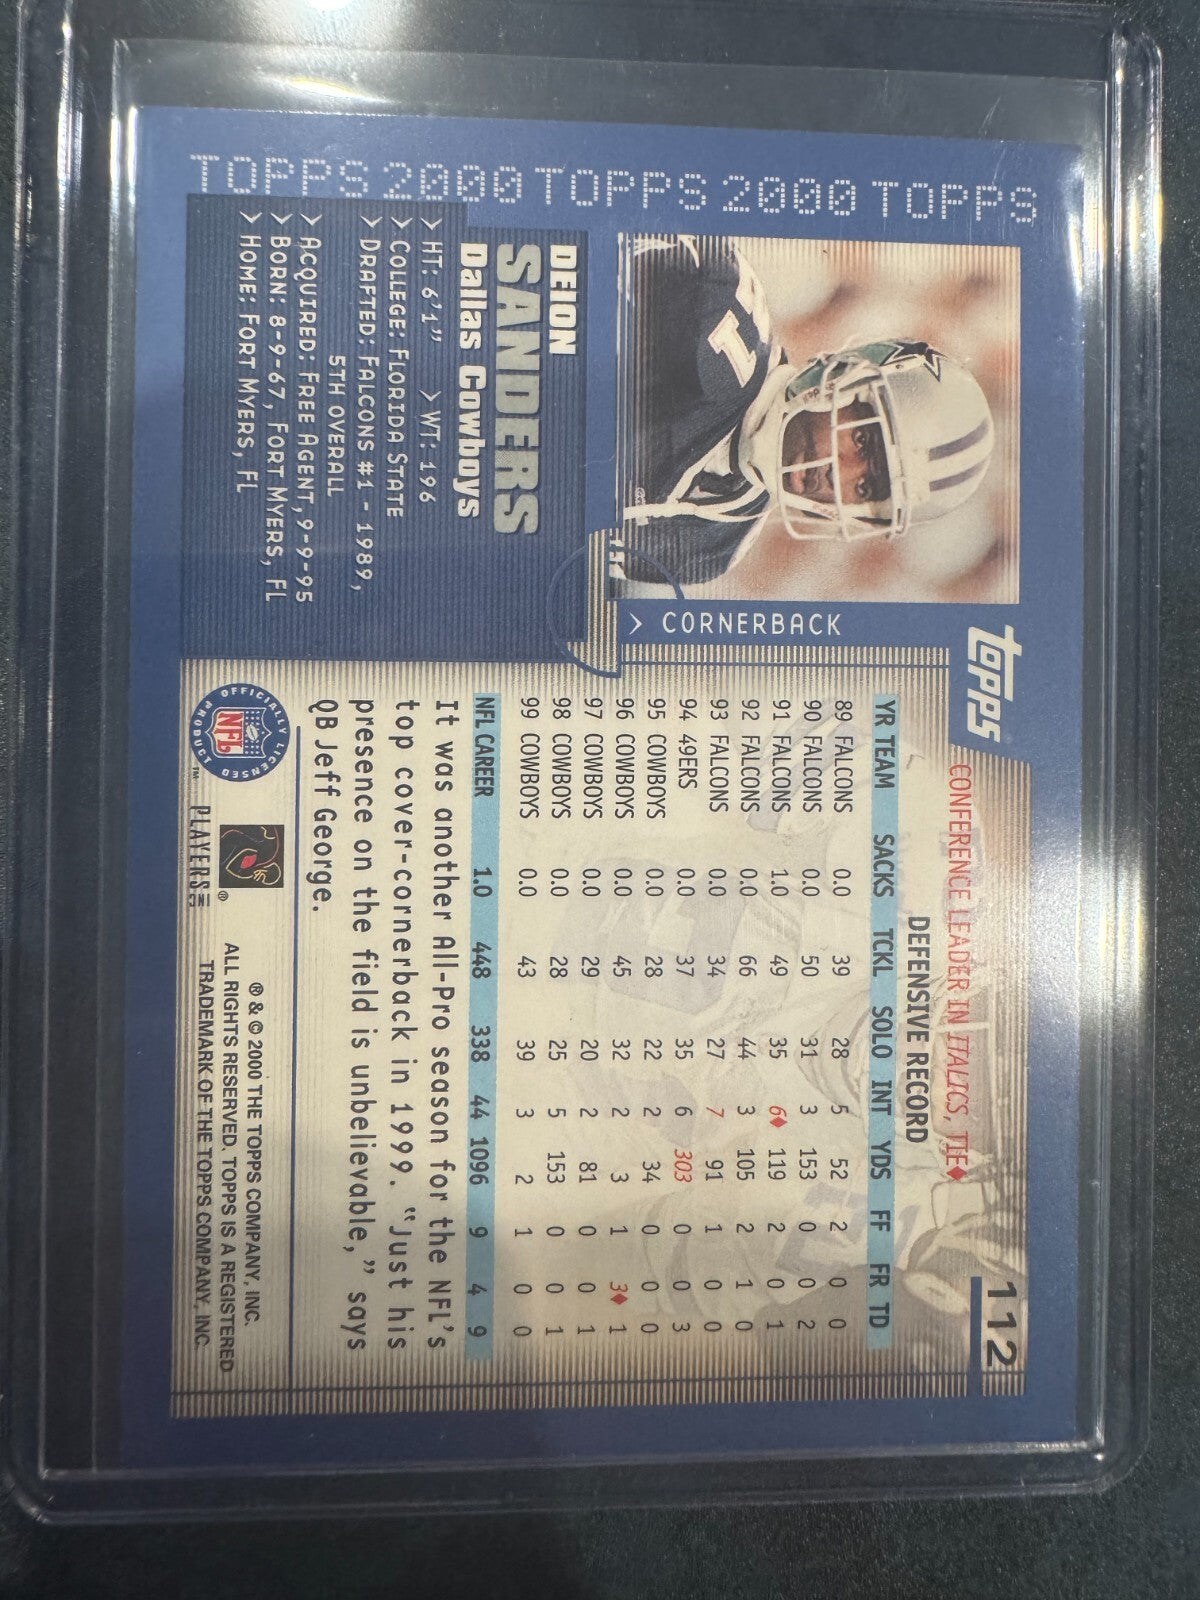 TOPPS 2000 TOPPS 2000 TOPPS
DEION
SANDERS
Dallas Cowboys
> HT: 6'1" > WT: 196
> COLLEGE: FLORIDA STATE
> DRAFTED: FALCONS #1 - 1989,
5TH OVERALL
> ACQUIRED: FREE AGENT, 9-9-95
> BORN: 8-9-67, FORT MYERS, FL
> HOME: FORT MYERS, FL
> CORNERBACK
Topps
112
CONFERENCE LEADER IN ITALICS, TIE♦
DEFENSIVE RECORD
YR TEAM SACKS TCKL SOLO INT YDS FF FR TD
89 FALCONS 0.0 39 28 5 52 2 0 0
90 FALCONS 0.0 50 31 3 153 0 0 2
91 FALCONS 1.0 49 35 6♦ 119 2 0 1
92 FALCONS 0.0 66 44 3 105 2 1 0
93 FALCONS 0.0 34 27 7 91 1 0 0
94 49ERS 0.0 37 35 6 303 0 0 3
95 COWBOYS 0.0 28 22 2 34 0 0 0
96 COWBOYS 0.0 45 32 2 3 1 3♦ 1
97 COWBOYS 0.0 29 20 2 81 0 0 1
98 COWBOYS 0.0 28 25 5 153 0 0 1
99 COWBOYS 0.0 43 39 3 2 1 0 0
NFL CAREER 1.0 448 338 44 1096 9 4 9
It was another All-Pro season for the NFL's
top cover-cornerback in 1999. "Just his
presence on the field is unbelievable," says
QB Jeff George.
OFFICIALLY LICENSED PRODUCT
NFL
TM
PLAYERS INC
®
® & © 2000 THE TOPPS COMPANY, INC.
ALL RIGHTS RESERVED. TOPPS IS A REGISTERED
TRADEMARK OF THE TOPPS COMPANY, INC.